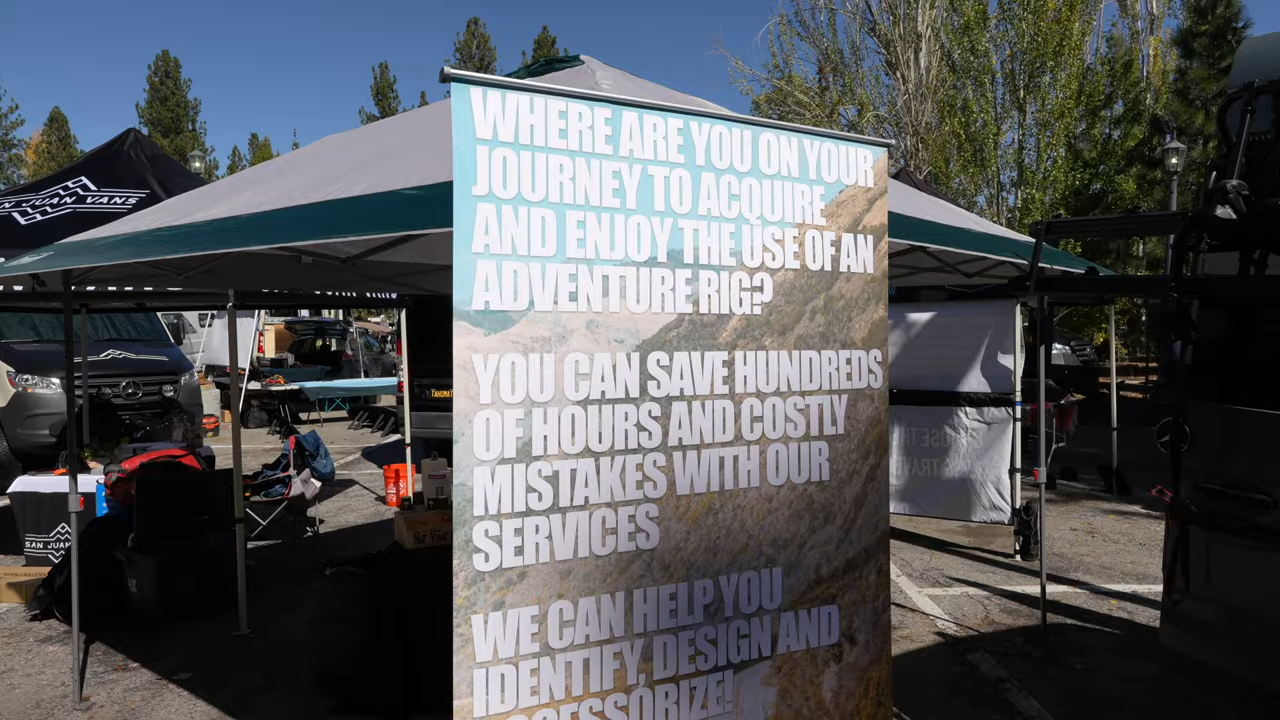 WHERE ARE YOU ON YOUR
JOURNEY TO ACQUIRE
AND ENJOY THE USE OF AN
ADVENTURE RIG?
YOU CAN SAVE HUNDREDS
OF HOURS AND COSTLY
MISTAKES WITH OUR
SERVICES
WE CAN HELP YOU
IDENTIFY, DESIGN AND
ACCESSORIZE!
AN JUAN VANS
SAN JUAN